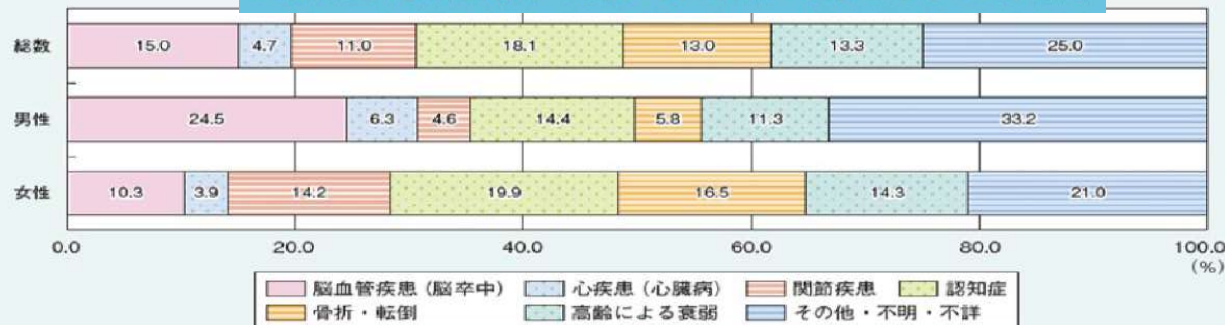 総数 15.0 4.7 11.0 18.1 13.0 13.3 25.0
男性 24.5 6.3 4.6 14.4 5.8 11.3 33.2
女性 10.3 3.9 14.2 19.9 16.5 14.3 21.0
0.0 20.0 40.0 60.0 80.0 100.0
(%)
脳血管疾患(脳卒中) 心疾患(心臓病) 関節疾患 認知症
骨折・転倒 高齢による衰弱 その他・不明・不詳